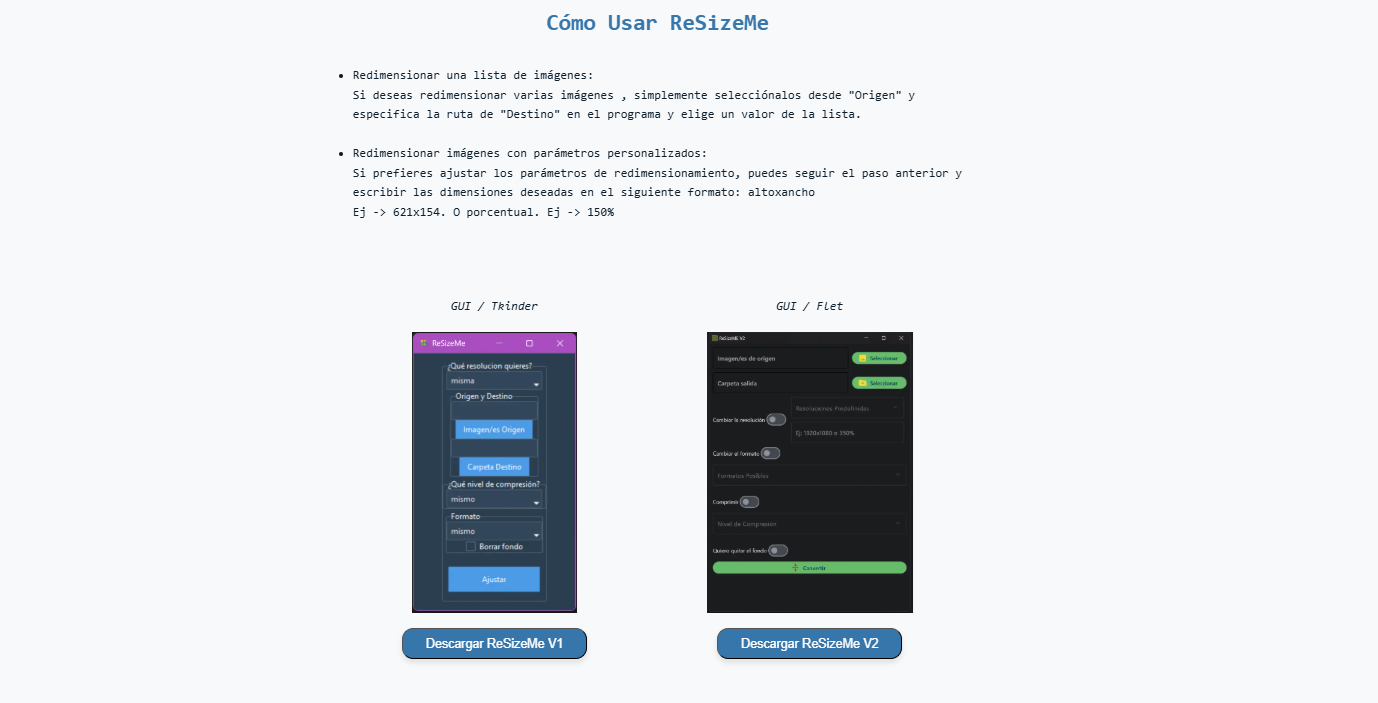 Cómo Usar ReSizeMe
Redimensionar una lista de imágenes:
Si deseas redimensionar varias imágenes , simplemente selecciónalos desde "Origen" y
especifica la ruta de "Destino" en el programa y elige un valor de la lista.
Redimensionar imágenes con parámetros personalizados:
Si prefieres ajustar los parámetros de redimensionamiento, puedes seguir el paso anterior y
escribir las dimensiones deseadas en el siguiente formato: altoxancho
Ej -> 621x154. O porcentual. Ej -> 150%
GUI / Tkinder
ReSizeMe
¿Qué resolucion quieres?
misma
Origen y Destino
Imagen/es Origen
Carpeta Destino
¿Qué nivel de compresión?
mismo
Formato
mismo
Borrar fondo
Ajustar
Descargar ReSizeMe V1
GUI / Flet
ReSizeME V2
Imagen/es de origen
Seleccionar
Carpeta salida
Seleccionar
Cambiar la resolución
Resoluciones Predefinidas
Ej: 1920x1080 o 350%
Cambiar el formato
Formatos Posibles
Comprimir
Nivel de Compresión
Quiero quitar el fondo
Convertir
Descargar ReSizeMe V2